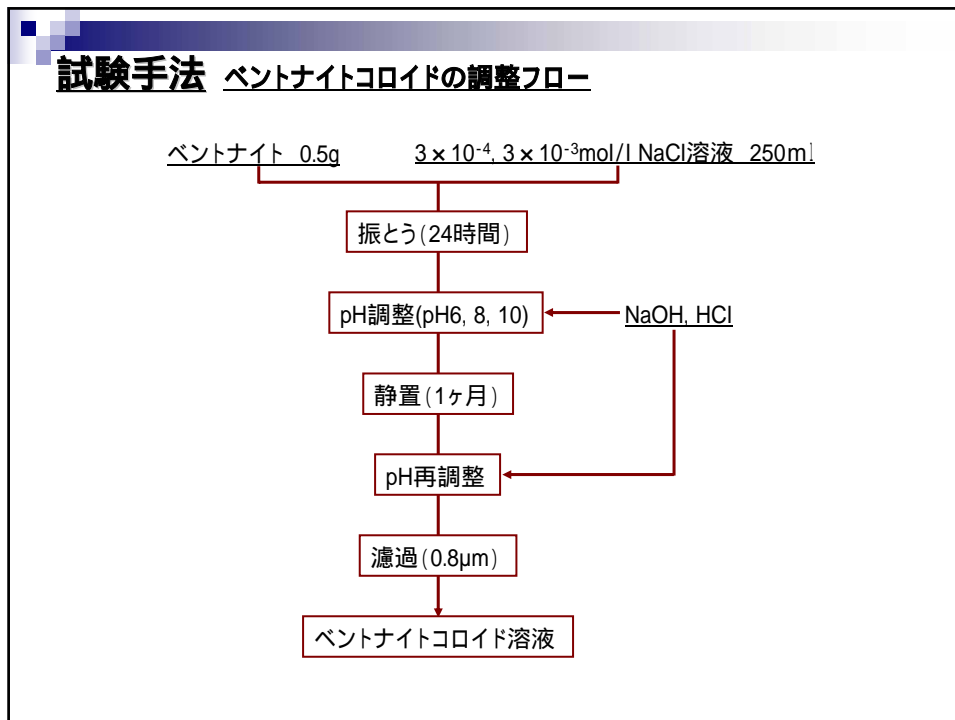 試験手法 ベントナイトコロイドの調整フロー
ベントナイト 0.5g 3×10⁻⁴, 3×10⁻³mol/l NaCl溶液 250ml
振とう(24時間)
pH調整(pH6, 8, 10) NaOH, HCl
静置(1ヶ月)
pH再調整
濾過(0.8μm)
ベントナイトコロイド溶液